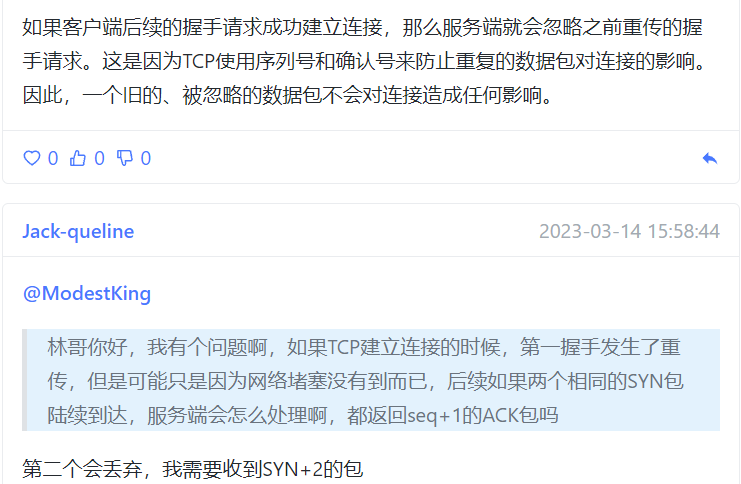 如果客户端后续的握手请求成功建立连接，那么服务端就会忽略之前重传的握
手请求。这是因为TCP使用序列号和确认号来防止重复的数据包对连接的影响。
因此，一个旧的、被忽略的数据包不会对连接造成任何影响。
0 0 0
Jack-queline 2023-03-14 15:58:44
@ModestKing
林哥你好，我有个问题啊，如果TCP建立连接的时候，第一握手发生了重
传，但是可能只是因为网络堵塞没有到而已，后续如果两个相同的SYN包
陆续到达，服务端会怎么处理啊，都返回seq+1的ACK包吗
第二个会丢弃，我需要收到SYN+2的包